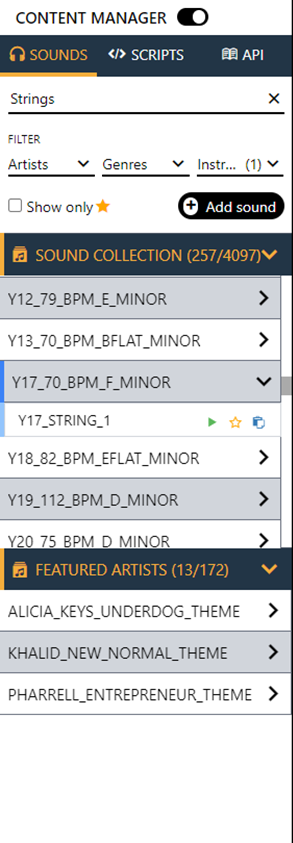 CONTENT MANAGER
SOUNDS </> SCRIPTS API
Strings ✕
FILTER
Artists Genres Instr... (1)
Show only Add sound
SOUND COLLECTION (257/4097)
Y12_79_BPM_E_MINOR
Y13_70_BPM_BFLAT_MINOR
Y17_70_BPM_F_MINOR
Y17_STRING_1
Y18_82_BPM_EFLAT_MINOR
Y19_112_BPM_D_MINOR
Y20_75_BPM_D_MINOR
FEATURED ARTISTS (13/172)
ALICIA_KEYS_UNDERDOG_THEME
KHALID_NEW_NORMAL_THEME
PHARRELL_ENTREPRENEUR_THEME